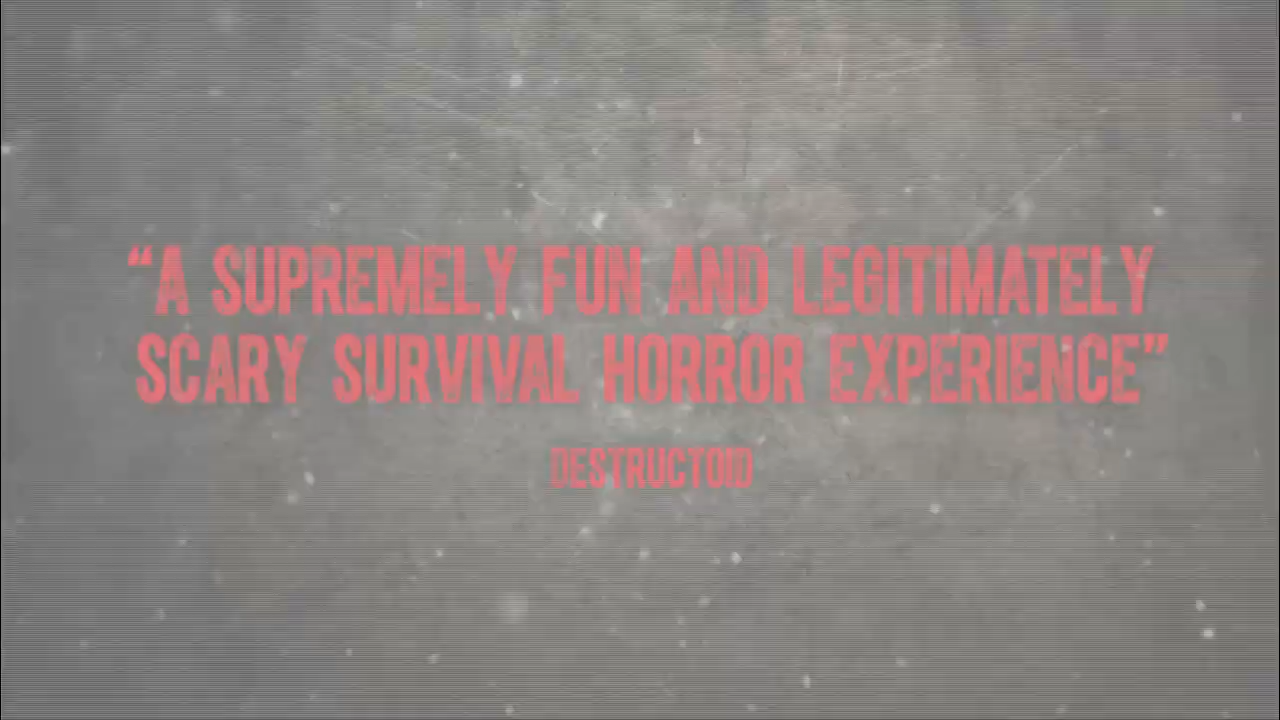 “A SUPREMELY FUN AND LEGITIMATELY
SCARY SURVIVAL HORROR EXPERIENCE”
DESTRUCTOID